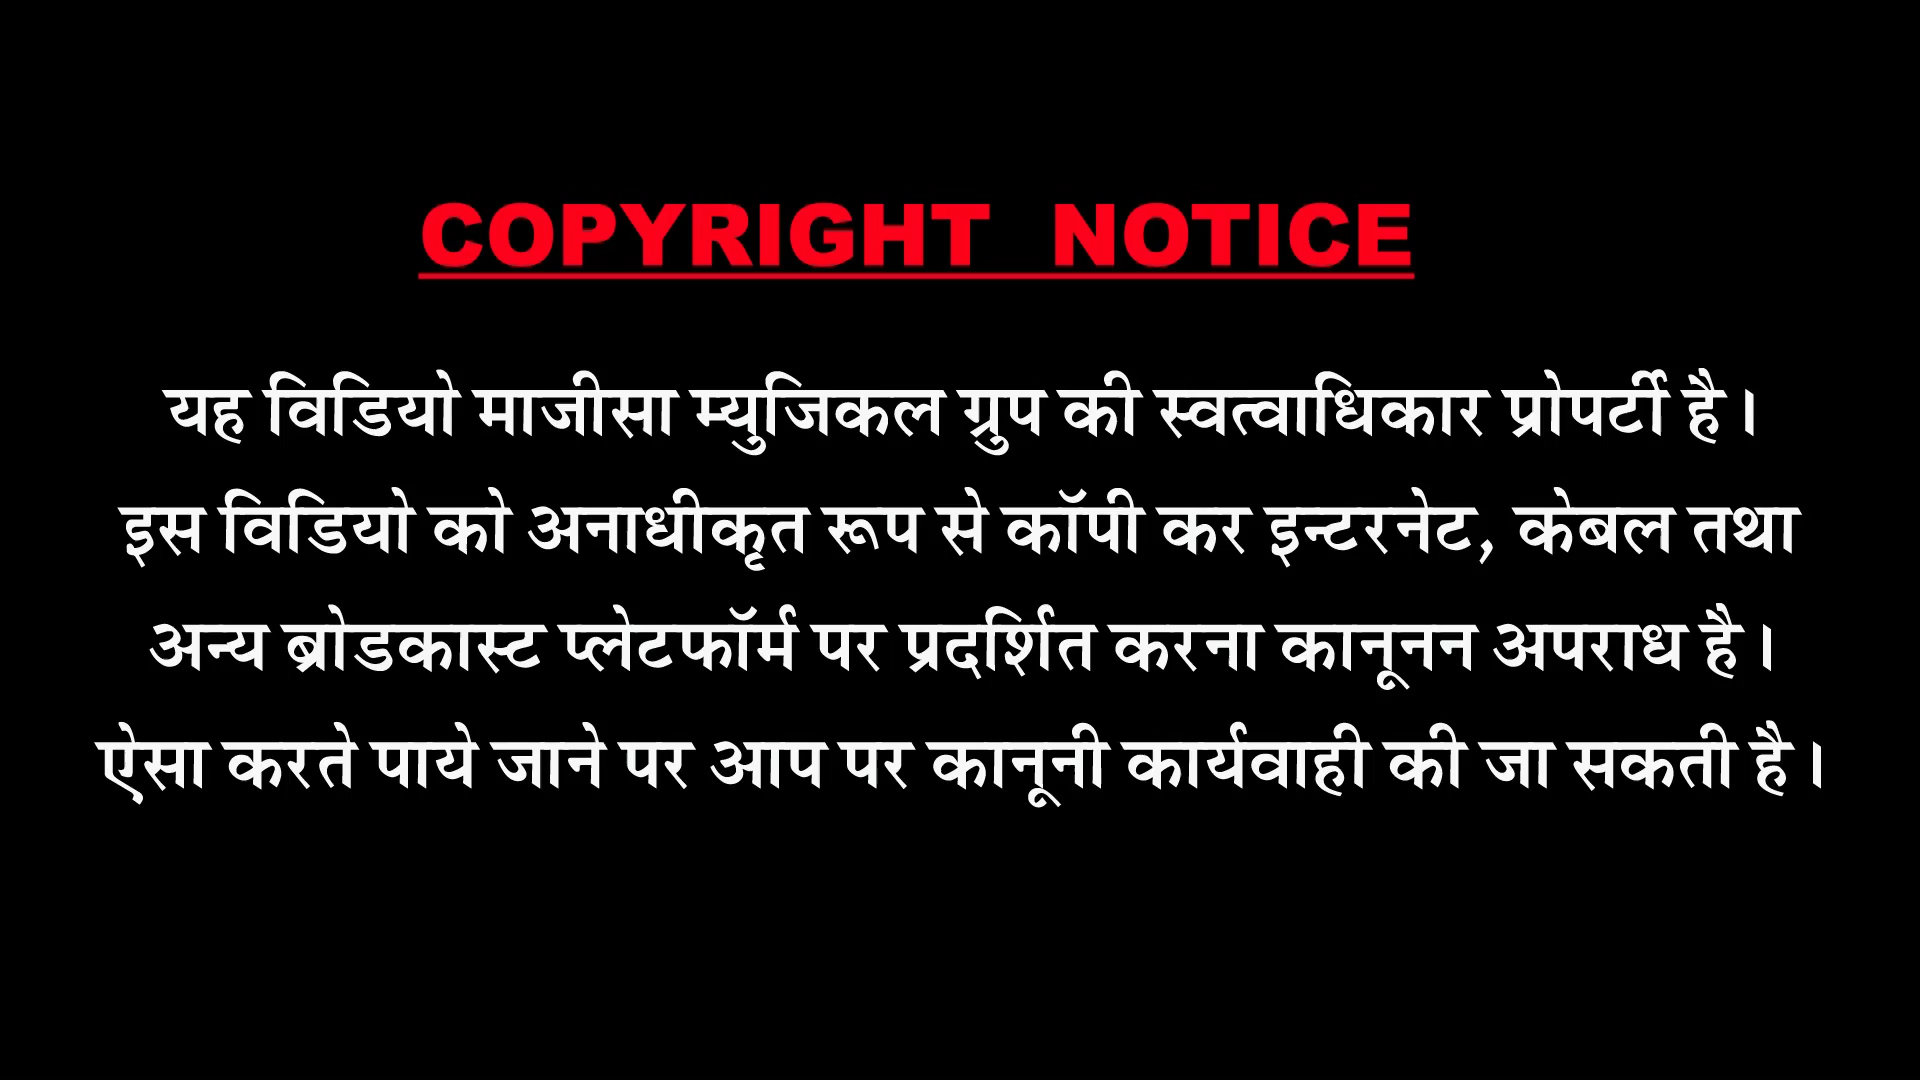 COPYRIGHT NOTICE
यह विडियो माजीसा म्युजिकल ग्रुप की स्वत्वाधिकार प्रोपर्टी है।
इस विडियो को अनाधीकृत रूप से कॉपी कर इन्टरनेट, केबल तथा
अन्य ब्रोडकास्ट प्लेटफॉर्म पर प्रदर्शित करना कानूनन अपराध है।
ऐसा करते पाये जाने पर आप पर कानूनी कार्यवाही की जा सकती है।